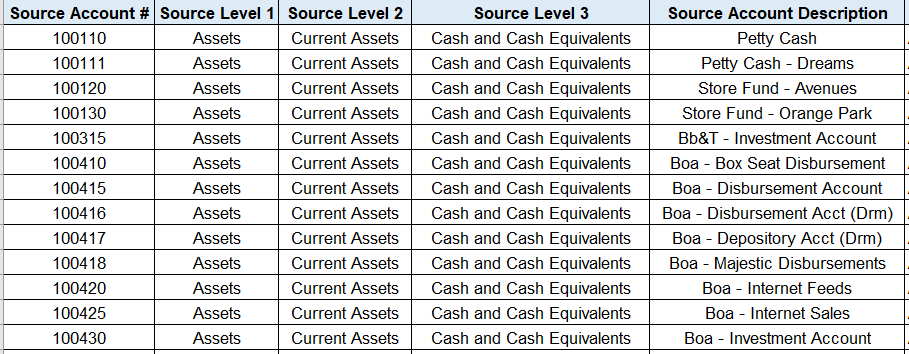 Source Account # Source Level 1 Source Level 2 Source Level 3 Source Account Description
100110 Assets Current Assets Cash and Cash Equivalents Petty Cash
100111 Assets Current Assets Cash and Cash Equivalents Petty Cash - Dreams
100120 Assets Current Assets Cash and Cash Equivalents Store Fund - Avenues
100130 Assets Current Assets Cash and Cash Equivalents Store Fund - Orange Park
100315 Assets Current Assets Cash and Cash Equivalents Bb&T - Investment Account
100410 Assets Current Assets Cash and Cash Equivalents Boa - Box Seat Disbursement
100415 Assets Current Assets Cash and Cash Equivalents Boa - Disbursement Account
100416 Assets Current Assets Cash and Cash Equivalents Boa - Disbursement Acct (Drm)
100417 Assets Current Assets Cash and Cash Equivalents Boa - Depository Acct (Drm)
100418 Assets Current Assets Cash and Cash Equivalents Boa - Majestic Disbursements
100420 Assets Current Assets Cash and Cash Equivalents Boa - Internet Feeds
100425 Assets Current Assets Cash and Cash Equivalents Boa - Internet Sales
100430 Assets Current Assets Cash and Cash Equivalents Boa - Investment Account